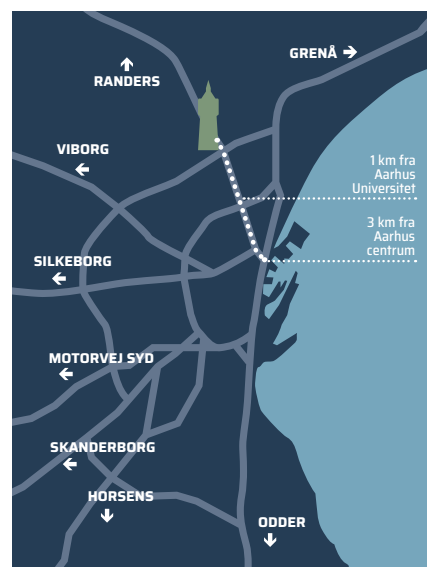 GRENÅ
RANDERS
VIBORG
1 km fra
Aarhus
Universitet
3 km fra
Aarhus
centrum
SILKEBORG
MOTORVEJ SYD
SKANDERBORG
HORSENS
ODDER